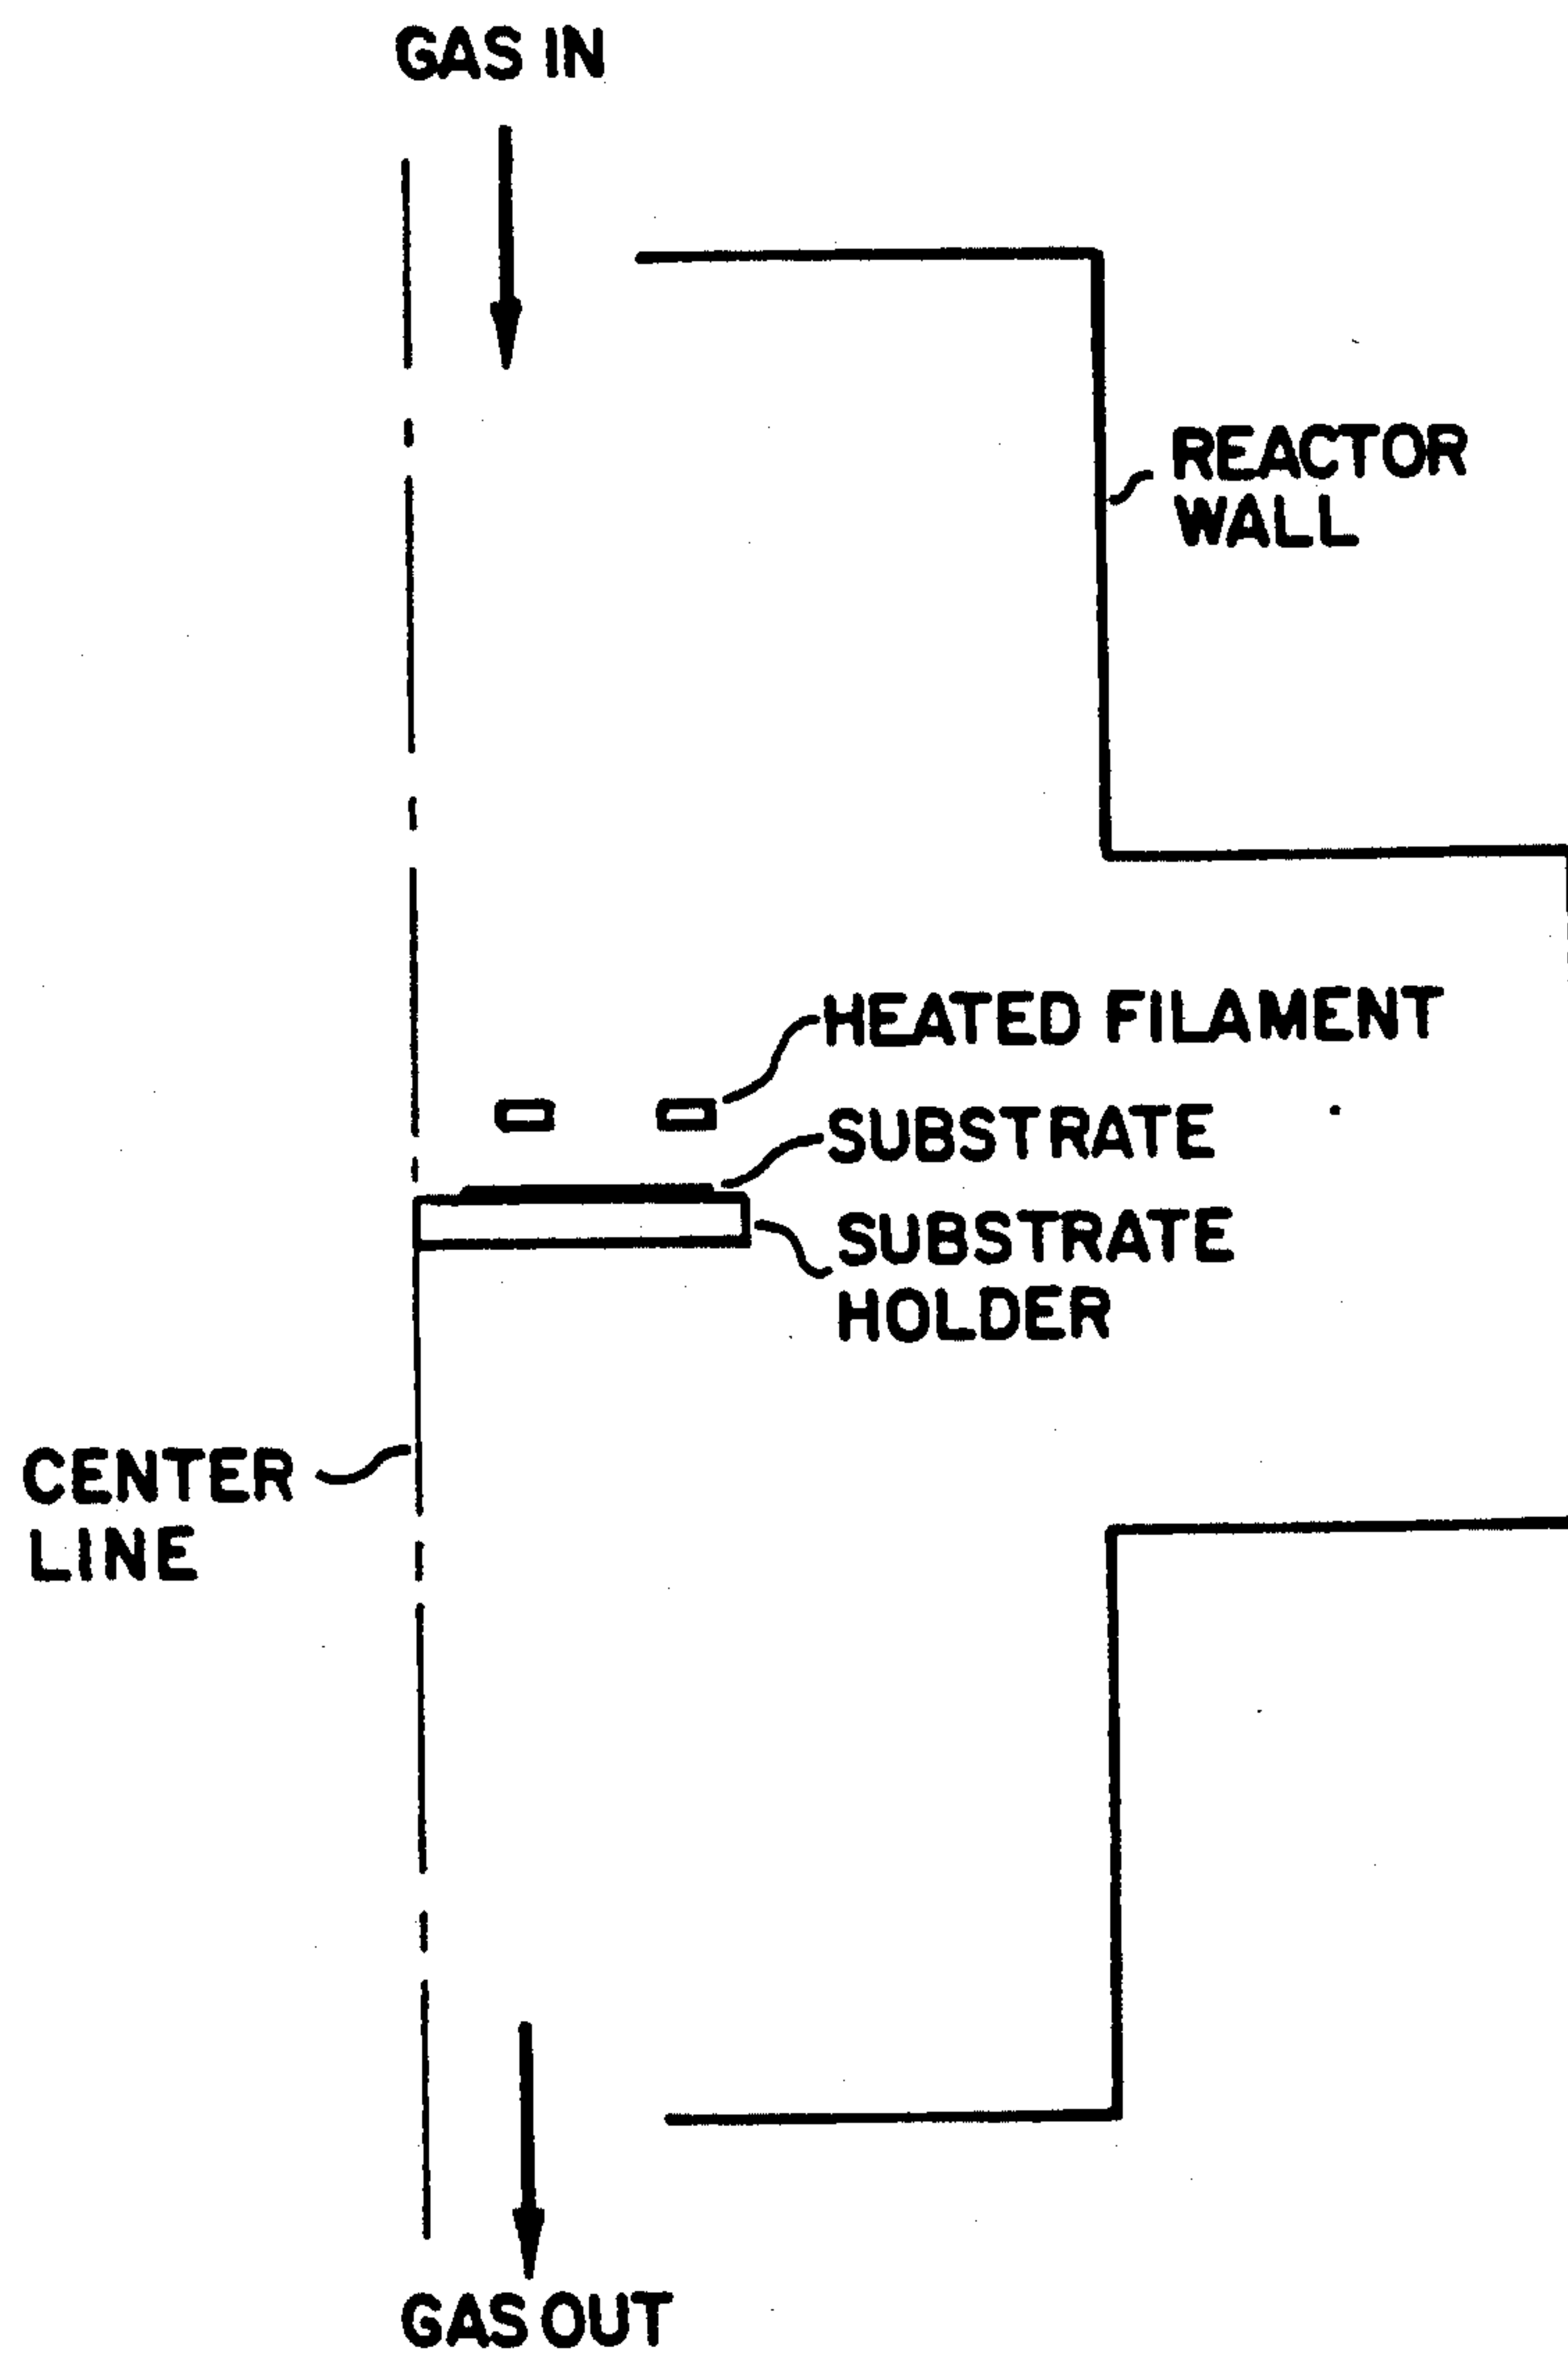 GAS IN
REACTOR
WALL
HEATED FILAMENT
SUBSTRATE
SUBSTRATE
HOLDER
CENTER
LINE
GAS OUT